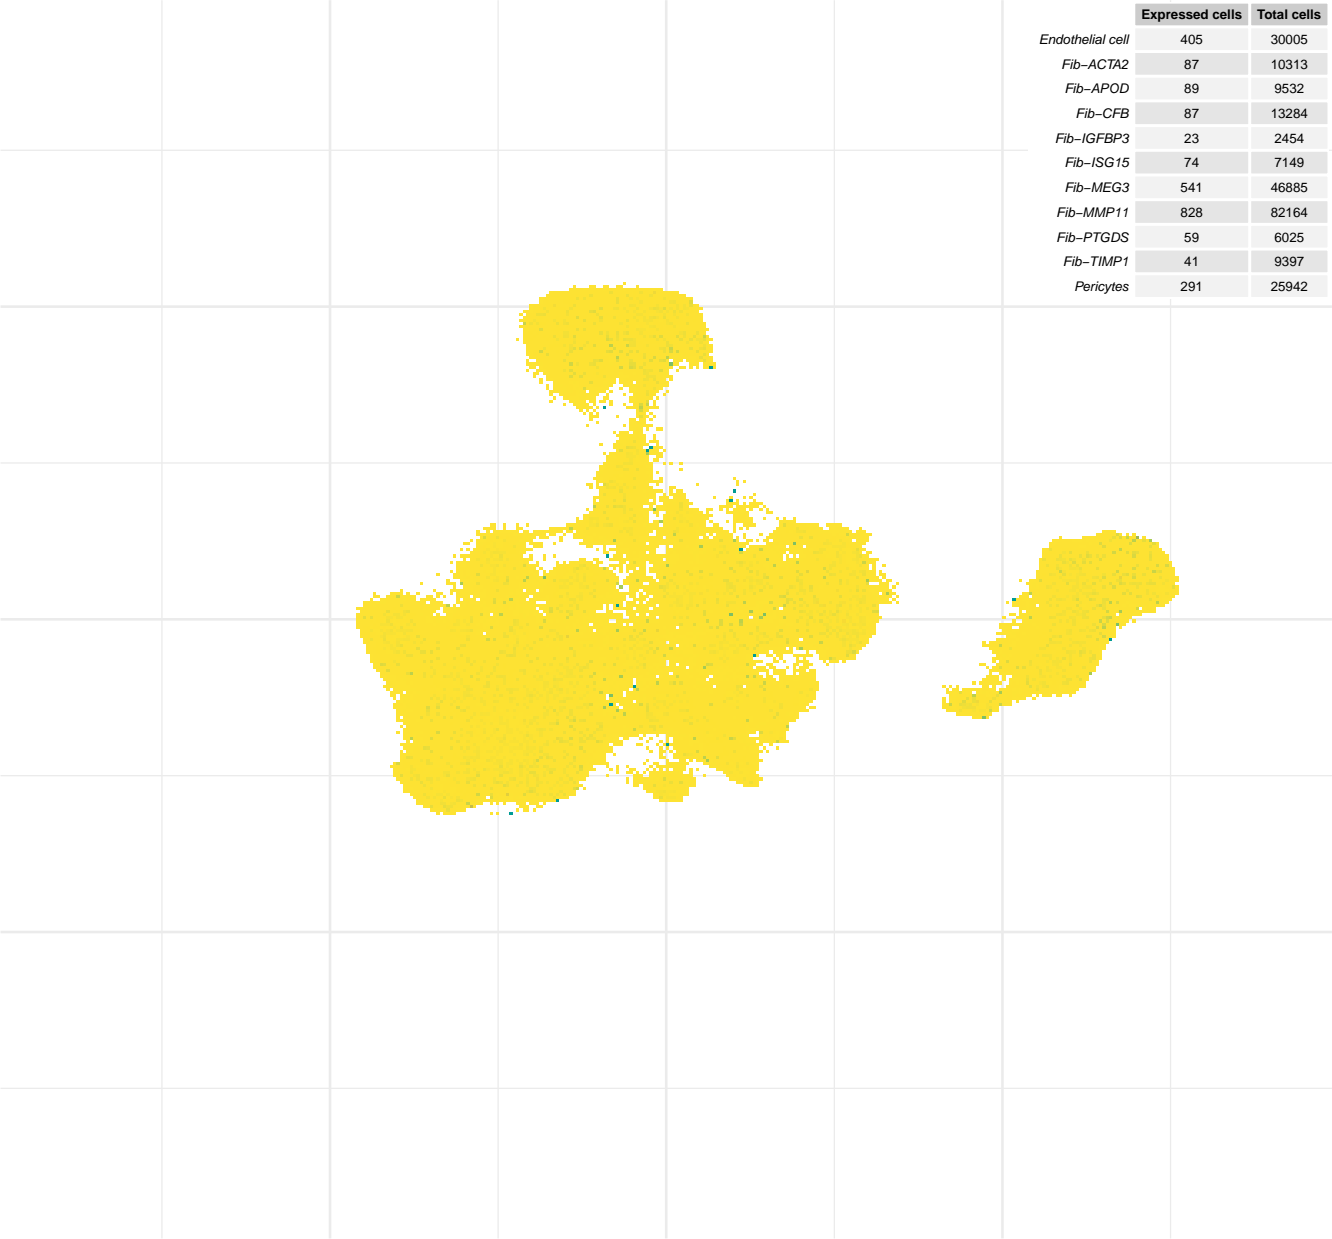 Expressed cells Total cells
Endothelial cell 405 30005
Fib−ACTA2 87 10313
Fib−APOD 89 9532
Fib−CFB 87 13284
Fib−IGFBP3 23 2454
Fib−ISG15 74 7149
Fib−MEG3 541 46885
Fib−MMP11 828 82164
Fib−PTGDS 59 6025
Fib−TIMP1 41 9397
Pericytes 291 25942